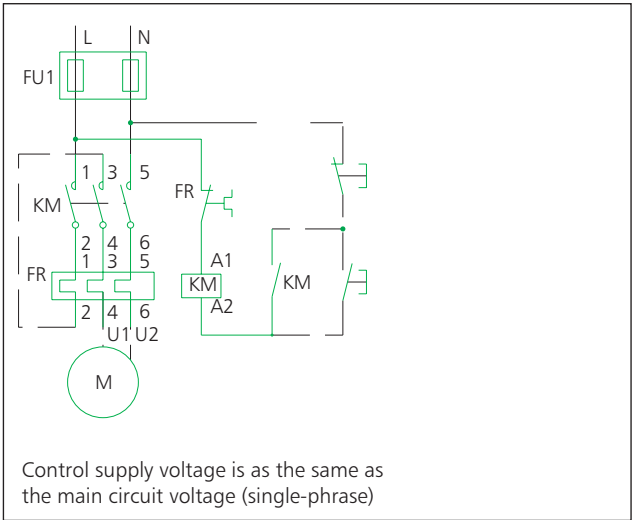 L N
FU1
1 3 5
KM
FR
2 4 6
1 3 5
FR
A1
KM
KM
A2
2 4 6
U1 U2
M
Control supply voltage is as the same as
the main circuit voltage (single-phrase)